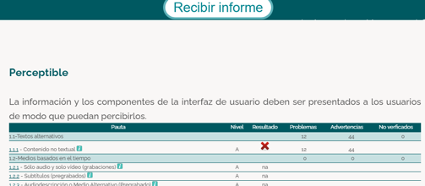 Recibir informe
Perceptible
La información y los componentes de la interfaz de usuario deben ser presentados a los usuarios
de modo que puedan percibirlos.
Pauta Nivel Resultado Problemas Advertencias No verificados
1.1-Textos alternativos 12 44 0
1.1.1 - Contenido no textual A 12 44
1.2-Medios basados en el tiempo 0 0 0
1.2.1 - Sólo audio y solo vídeo (grabaciones) A na
1.2.2 - Subtítulos (pregrabados) A na
1.2.3 - Audiodescripción o Medio Alternativo (Pregrabado) A na